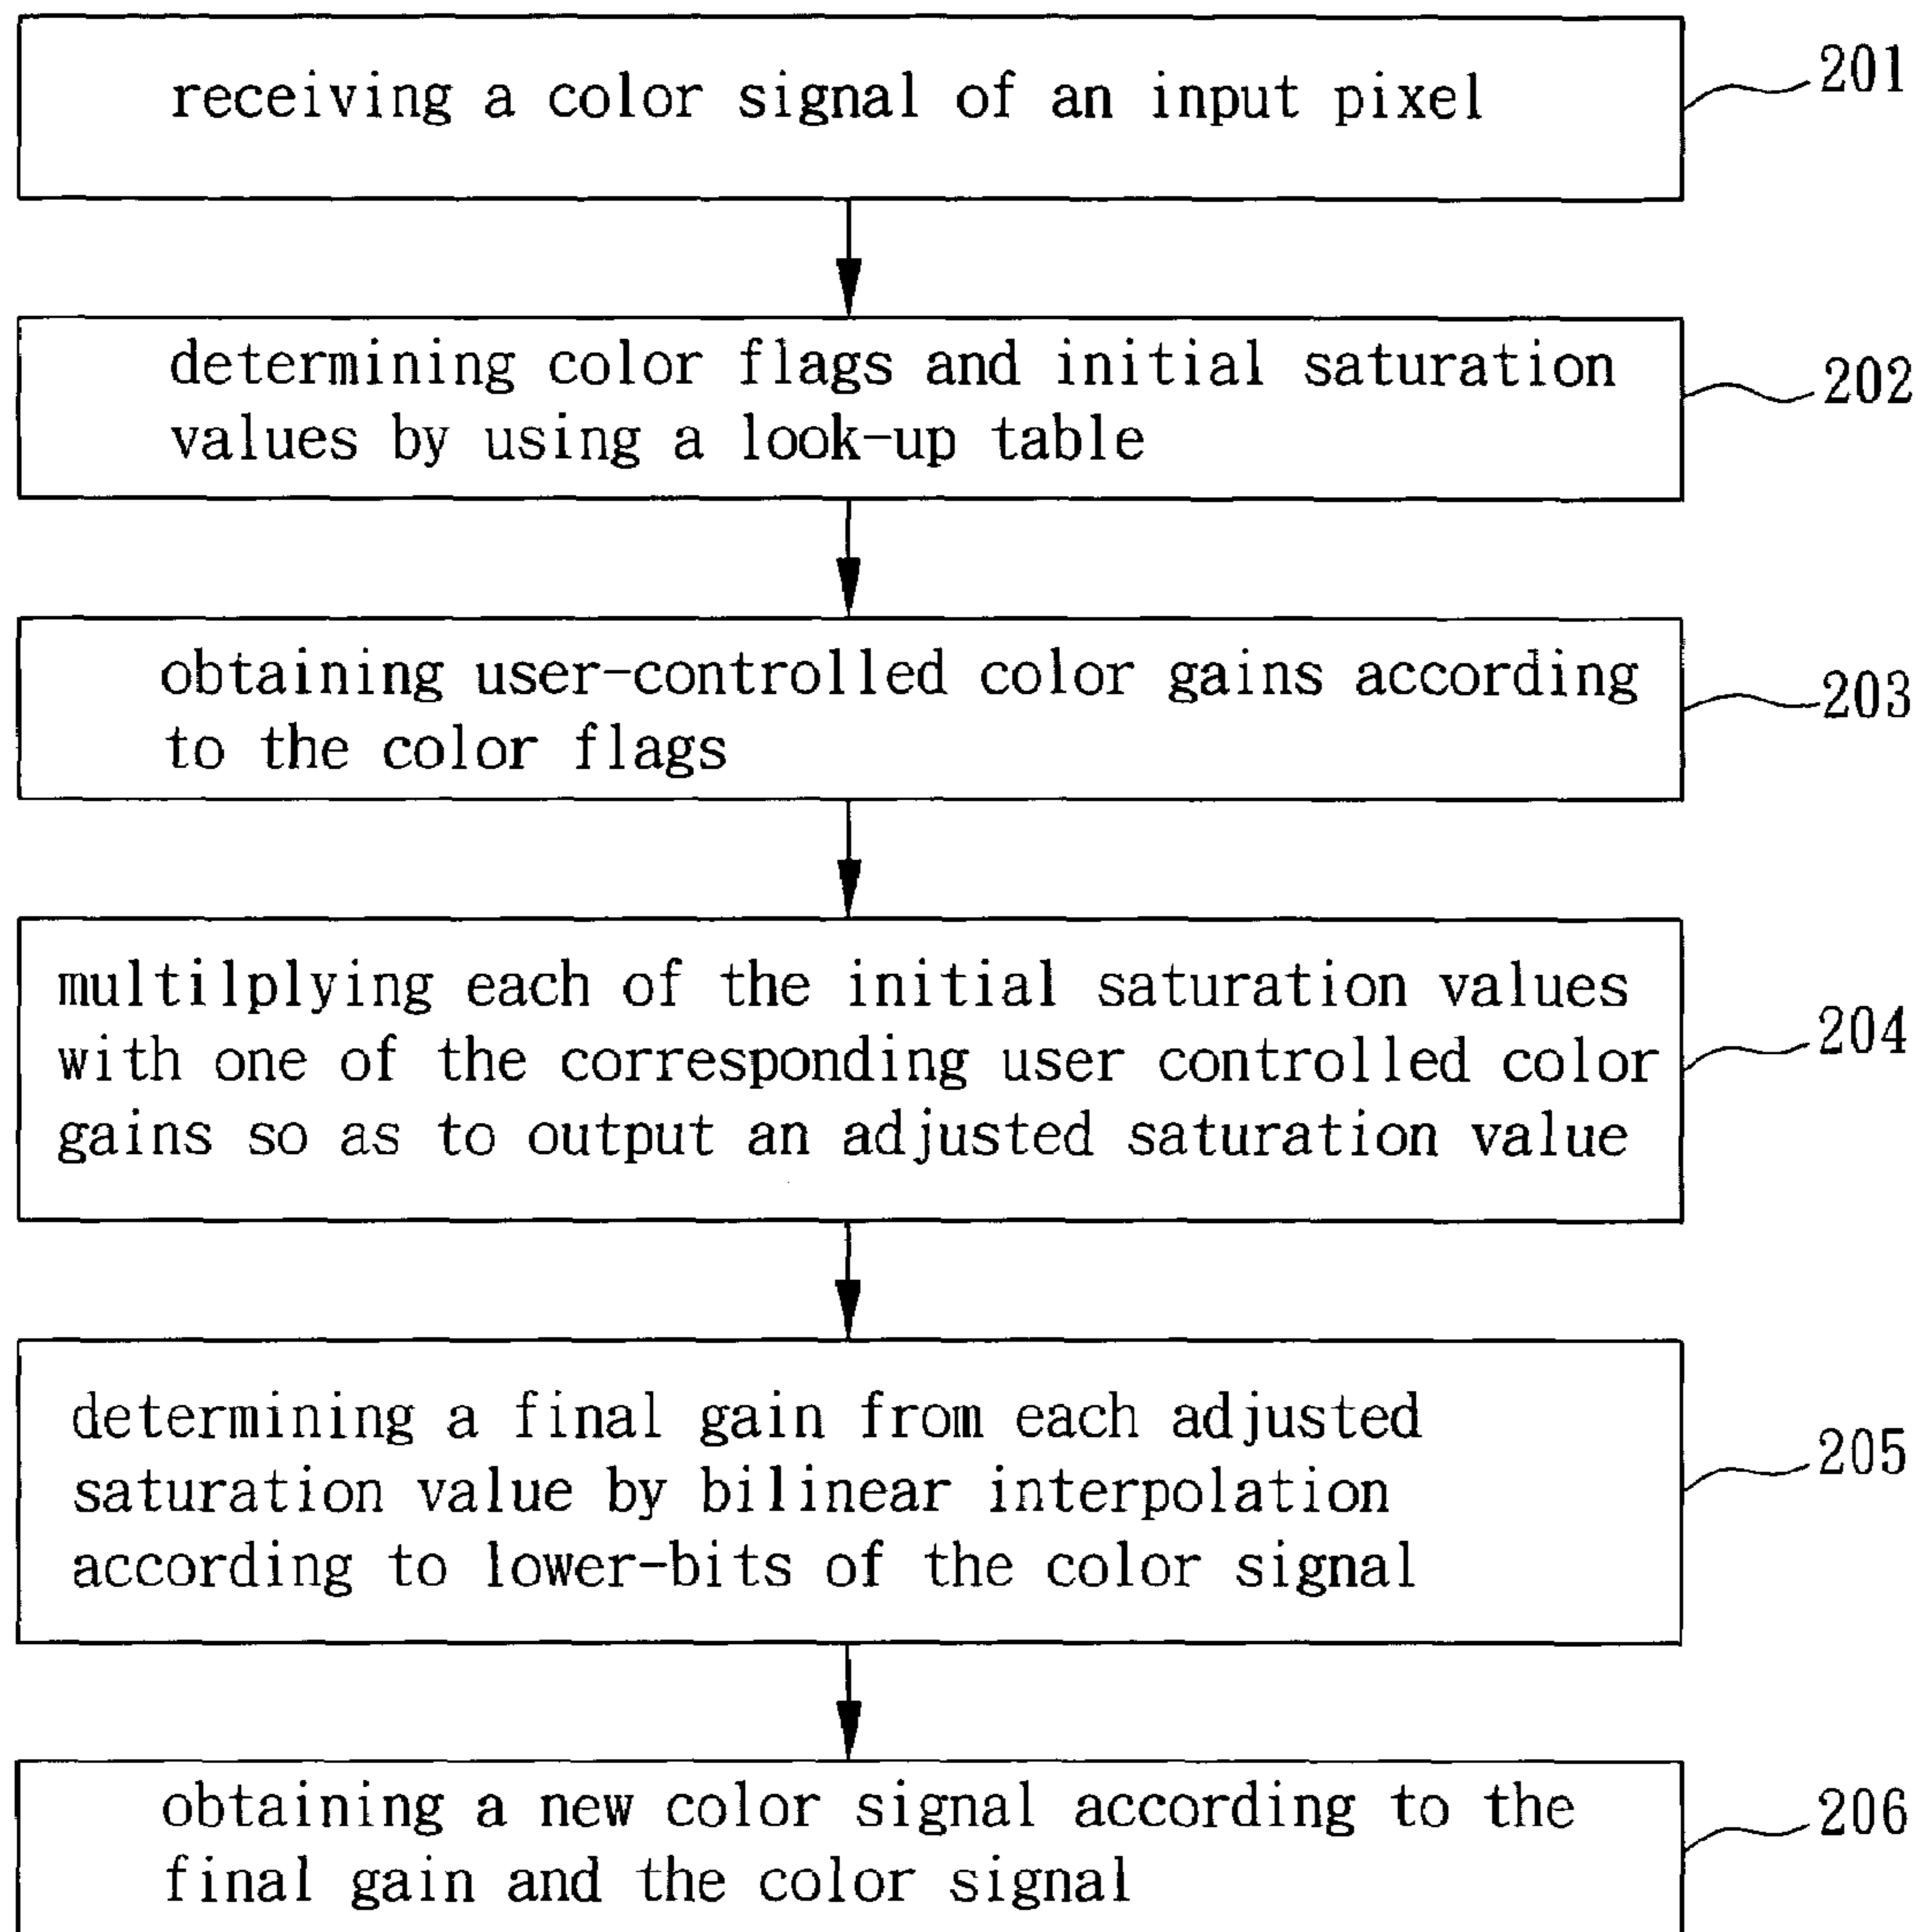 receiving a color signal of an input pixel
201
determining color flags and initial saturation
values by using a look-up table
202
obtaining user-controlled color gains according
to the color flags
203
multilplying each of the initial saturation values
with one of the corresponding user controlled color
gains so as to output an adjusted saturation value
204
determining a final gain from each adjusted
saturation value by bilinear interpolation
according to lower-bits of the color signal
205
obtaining a new color signal according to the
final gain and the color signal
206